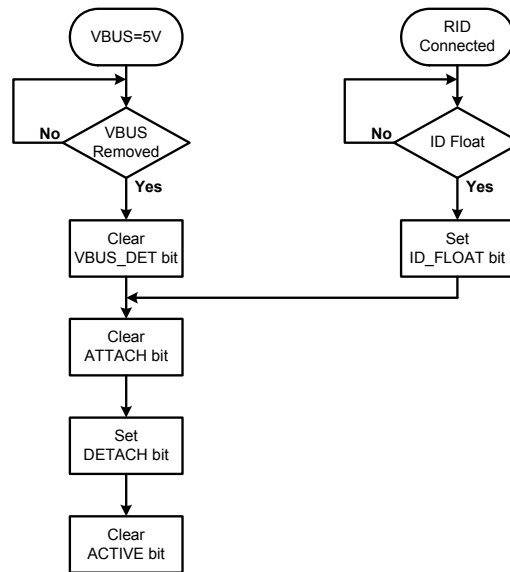 VBUS=5V
RID
Connected
No
VBUS
Removed
Yes
No
ID Float
Yes
Clear
VBUS_DET bit
Set
ID_FLOAT bit
Clear
ATTACH bit
Set
DETACH bit
Clear
ACTIVE bit